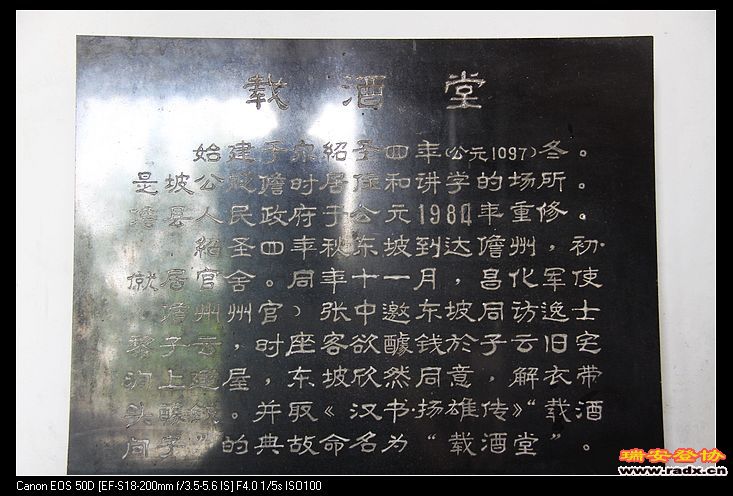 载酒堂
始建于宋紹圣四年(公元1097)冬。
是坡公贬儋时居住和讲学的场所。
儋县人民政府于公元1984年重修。
紹圣四年秋东坡到达儋州,初·
就居官舍。同年十一月,昌化军使
(儋州州官)张中邀东坡同访逸士
黎子云,时座客欲醵钱於子云旧宅
涧上建屋,东坡欣然同意,解衣带
头醵钱。并取《汉书·扬雄传》“载酒
问字”的典故命名为“载酒堂”。
瑞安登协
www.radx.cn
Canon EOS 50D [EF-S18-200mm f/3.5-5.6 IS] F4.0 1/5s ISO100